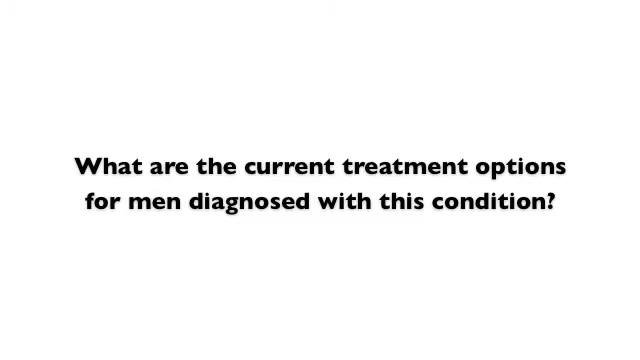 What are the current treatment options
for men diagnosed with this condition?